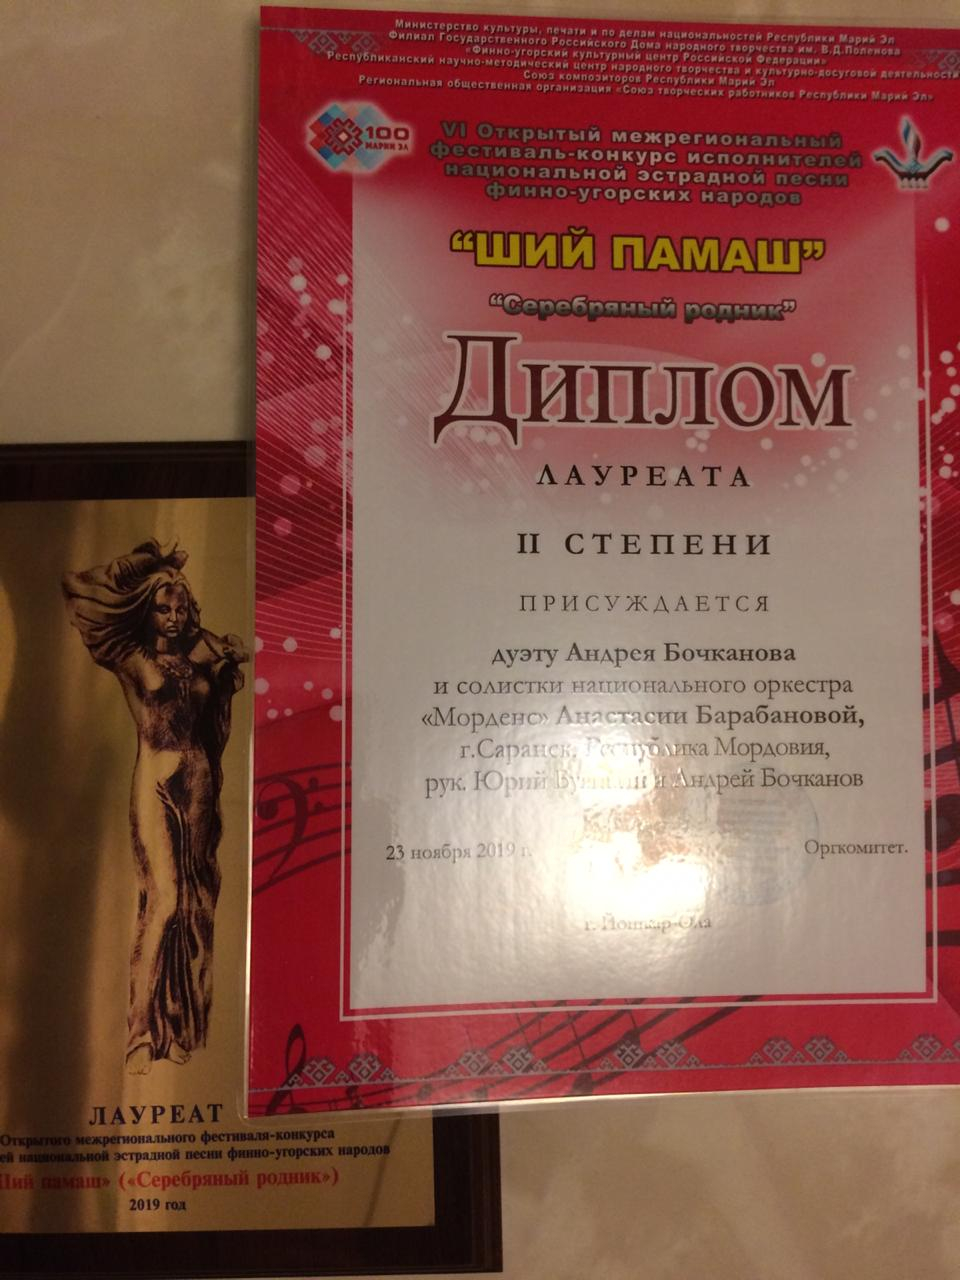 Министерство культуры, печати и по делам национальностей Республики Марий Эл
Филиал Государственного Российского Дома народного творчества им. В.Д.Поленова
«Финно-угорский культурный центр Российской Федерации»
Республиканский научно-методический центр народного творчества и культурно-досуговой деятельности
Союз композиторов Республики Марий Эл
Региональная общественная организация «Союз творческих работников Республики Марий Эл»
100
МАРИЙ ЭЛ
VI Открытый межрегиональный
фестиваль-конкурс исполнителей
национальной эстрадной песни
финно-угорских народов
“ШИЙ ПАМАШ”
“Серебряный родник”
Диплом
ЛАУРЕАТА
II СТЕПЕНИ
ПРИСУЖДАЕТСЯ
дуэту Андрея Бочканова
и солистки национального оркестра
«Морденс» Анастасии Барабановой,
г.Саранск, Республика Мордовия,
рук. Юрий и Андрей Бочканов
23 ноября 2019 г.
Оргкомитет.
г. Йошкар-Ола
ЛАУРЕАТ
Открытого межрегионального фестиваля-конкурса
национальной эстрадной песни финно-угорских народов
памаш» («Серебряный родник»)
2019 год